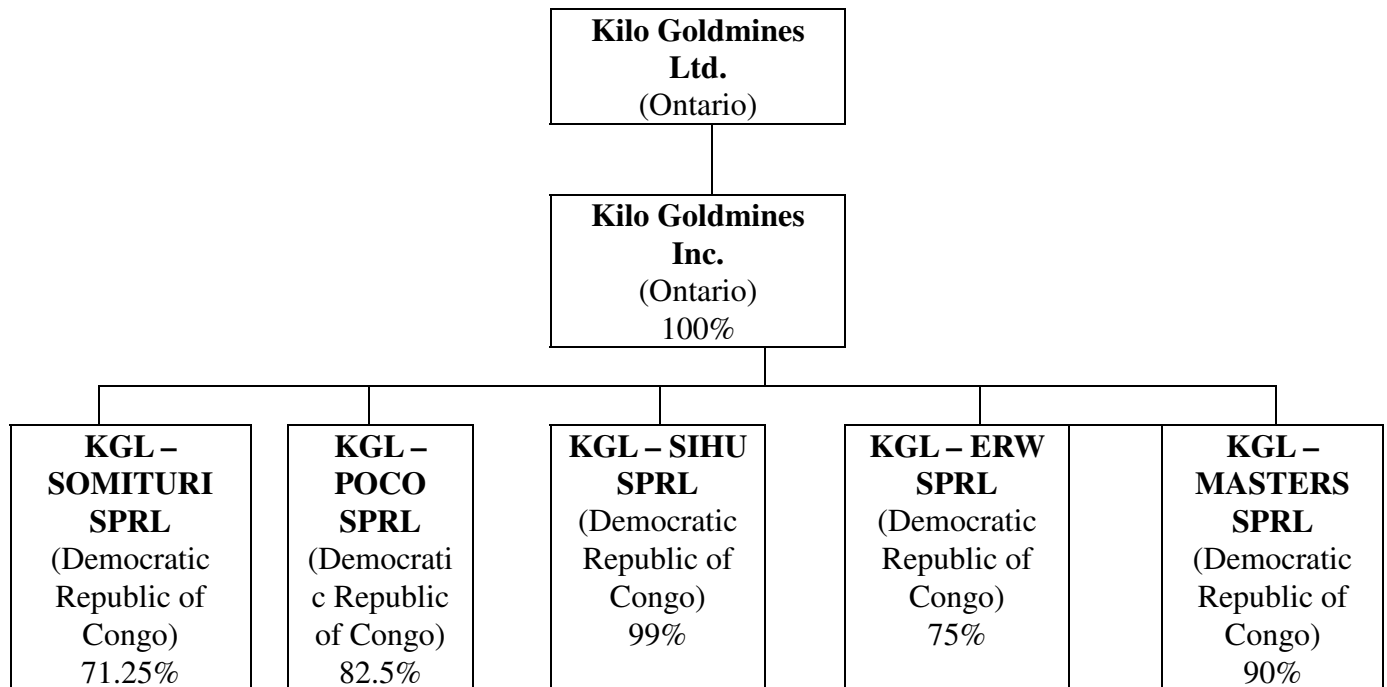 Kilo Goldmines
Ltd.
(Ontario)
Kilo Goldmines
Inc.
(Ontario)
100%
KGL –
SOMITURI
SPRL
(Democratic
Republic of
Congo)
71.25%
KGL –
POCO
SPRL
(Democrati
c Republic
of Congo)
82.5%
KGL – SIHU
SPRL
(Democratic
Republic of
Congo)
99%
KGL – ERW
SPRL
(Democratic
Republic of
Congo)
75%
KGL –
MASTERS
SPRL
(Democratic
Republic of
Congo)
90%